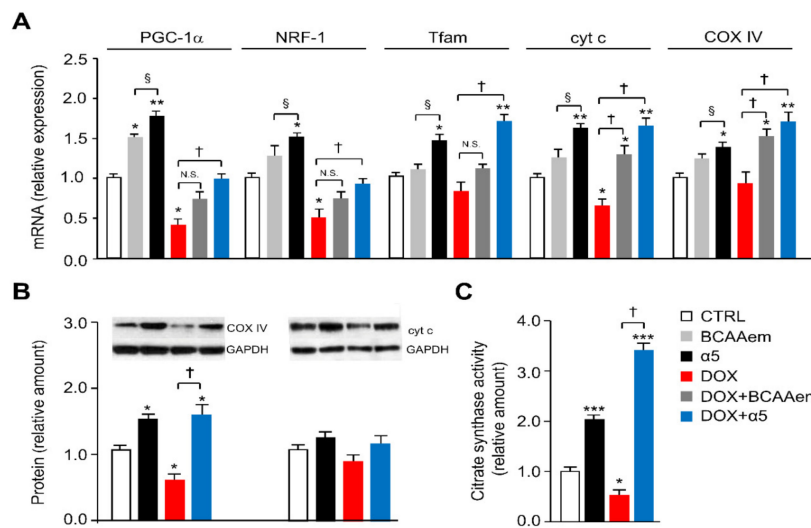 A
PGC-1α NRF-1 Tfam cyt c COX IV
mRNA (relative expression)
2.5
2.0
1.5
1.0
0.5
0.0
§ * ** * N.S. †
§ * * N.S. †
§ * N.S. † **
§ ** * † * † **
§ * † * † **
B
Protein (relative amount)
3.0
2.0
1.0
0.0
COX IV
GAPDH
cyt c
GAPDH
* * † *
C
Citrate synthase activity
(relative amount)
4.0
3.0
2.0
1.0
0.0
*** * † ***
CTRL
BCAAem
α5
DOX
DOX+BCAAem
DOX+α5